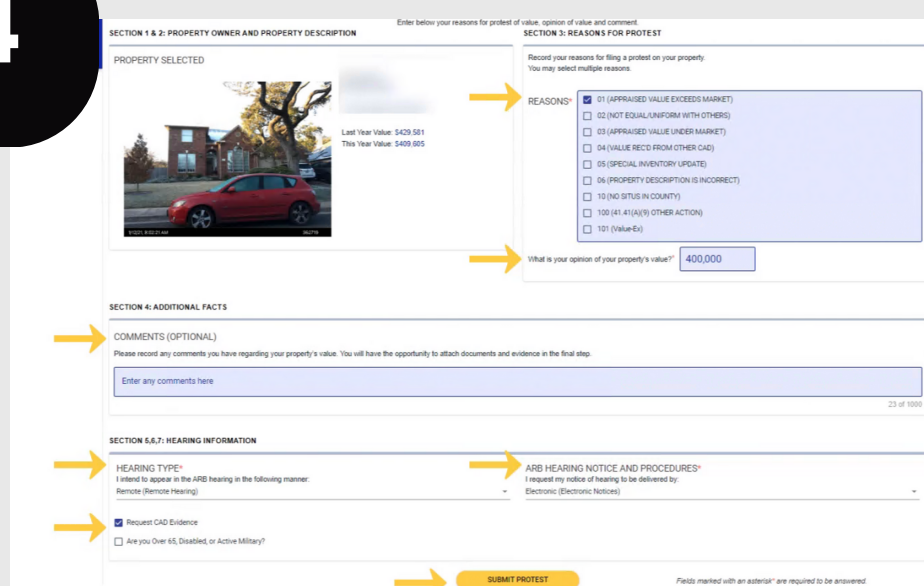 Enter below your reasons for protest of value, opinion of value and comment.
SECTION 1 & 2: PROPERTY OWNER AND PROPERTY DESCRIPTION
PROPERTY SELECTED
Last Year Value: $429,581
This Year Value: $409,605
SECTION 3: REASONS FOR PROTEST
Record your reasons for filing a protest on your property.
You may select multiple reasons.
REASONS*
01 (APPRAISED VALUE EXCEEDS MARKET)
02 (NOT EQUAL/UNIFORM WITH OTHERS)
03 (APPRAISED VALUE UNDER MARKET)
04 (VALUE REC'D FROM OTHER CAD)
05 (SPECIAL INVENTORY UPDATE)
06 (PROPERTY DESCRIPTION IS INCORRECT)
10 (NO SITUS IN COUNTY)
100 (41.41(A)(9) OTHER ACTION)
101 (Value-Ex)
What is your opinion of your property's value?* 400,000
SECTION 4: ADDITIONAL FACTS
COMMENTS (OPTIONAL)
Please record any comments you have regarding your property's value. You will have the opportunity to attach documents and evidence in the final step.
Enter any comments here
23 of 1000
SECTION 5,6,7: HEARING INFORMATION
HEARING TYPE*
I intend to appear in the ARB hearing in the following manner:
Remote (Remote Hearing)
Request CAD Evidence
Are you Over 65, Disabled, or Active Military?
ARB HEARING NOTICE AND PROCEDURES*
I request my notice of hearing to be delivered by:
Electronic (Electronic Notices)
SUBMIT PROTEST
Fields marked with an asterisk* are required to be answered.